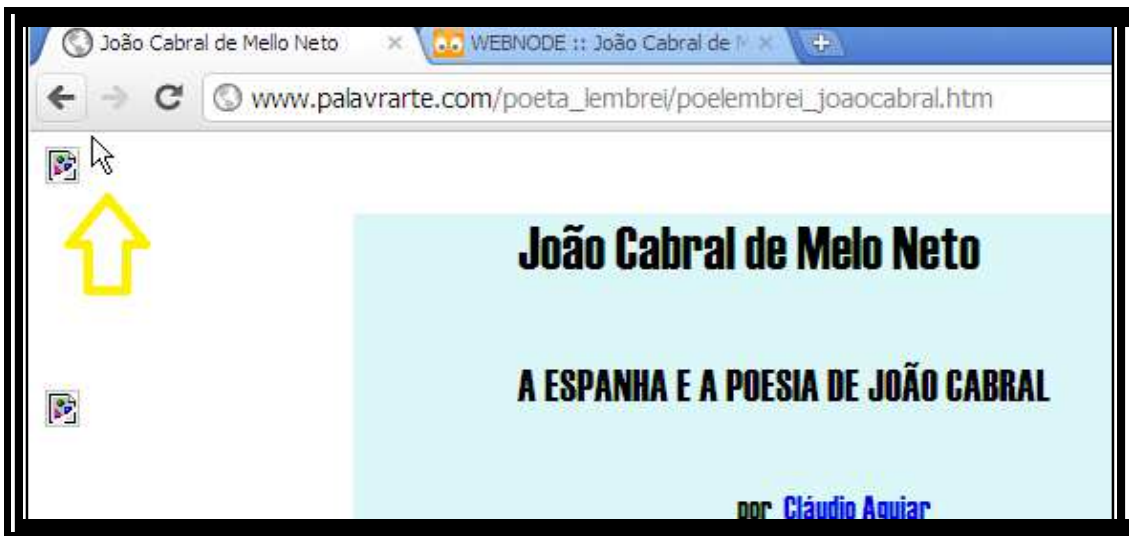 João Cabral de Mello Neto
WEBNODE :: João Cabral de M
www.palavrarte.com/poeta_lembrei/poelembrei_joaocabral.htm
João Cabral de Melo Neto
A ESPANHA E A POESIA DE JOÃO CABRAL
por Cláudio Aguiar